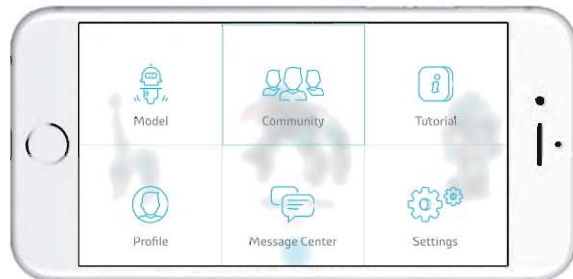 Model
Community
Tutorial
Profile
Message Center
Settings